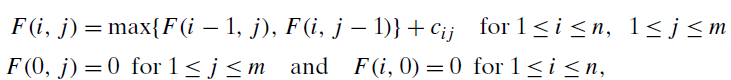 F(i, j) = max{F(i − 1, j), F(i, j − 1)} + cᵢⱼ for 1 ≤ i ≤ n, 1 ≤ j ≤ m
F(0, j) = 0 for 1 ≤ j ≤ m and F(i, 0) = 0 for 1 ≤ i ≤ n,